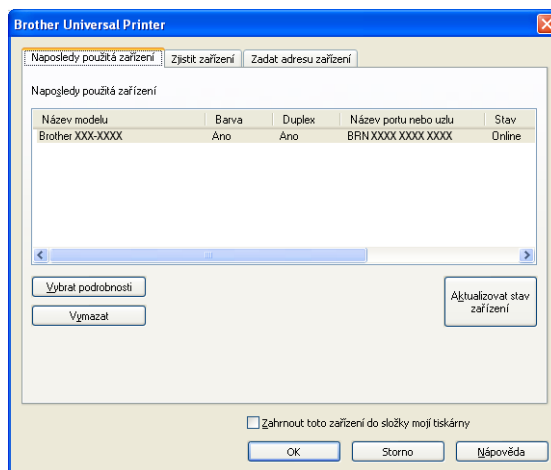 Brother Universal Printer
Naposledy použitá zařízení Zjistit zařízení Zadat adresu zařízení
Naposledy použitá zařízení
Název modelu Barva Duplex Název portu nebo uzlu Stav
Brother XXX-XXXX Ano Ano BRN XXXX XXXX XXXX Online
Vybrat podrobnosti
Vymazat
Aktualizovat stav
zařízení
Zahrnout toto zařízení do složky mojí tiskárny
OK Storno Nápověda